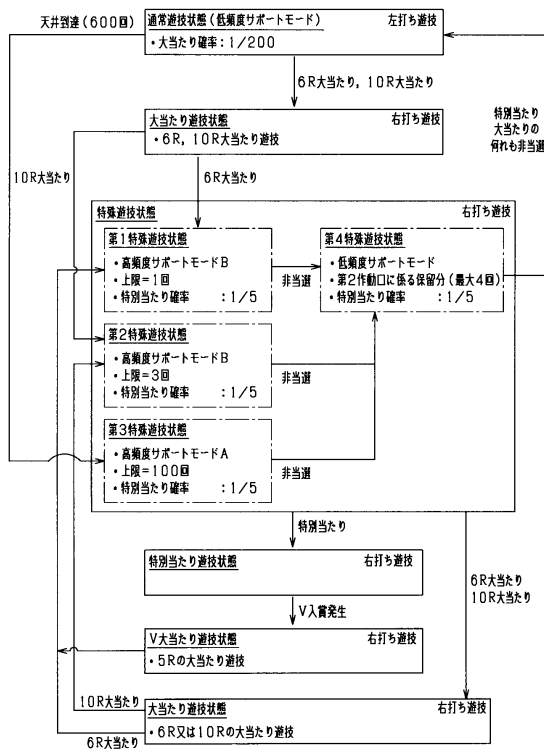 天井到達(600回)
通常遊技状態(低頻度サポートモード)
左打ち遊技
・大当たり確率:1/200
6R大当たり,10R大当たり
特別当たり
大当たりの
何れも非当選
大当たり遊技状態
右打ち遊技
・6R,10R大当たり遊技
10R大当たり
6R大当たり
特殊遊技状態
右打ち遊技
第1特殊遊技状態
・高頻度サポートモードB
・上限=1回
・特別当たり確率 :1/5
非当選
第4特殊遊技状態
・低頻度サポートモード
・第2作動口に係る保留分(最大4回)
・特別当たり確率 :1/5
第2特殊遊技状態
・高頻度サポートモードB
・上限=3回
・特別当たり確率 :1/5
非当選
第3特殊遊技状態
・高頻度サポートモードA
・上限=100回
・特別当たり確率 :1/5
非当選
特別当たり
特別当たり遊技状態
右打ち遊技
6R大当たり
10R大当たり
V入賞発生
V大当たり遊技状態
右打ち遊技
・5Rの大当たり遊技
10R大当たり
大当たり遊技状態
右打ち遊技
・6R又は10Rの大当たり遊技
6R大当たり